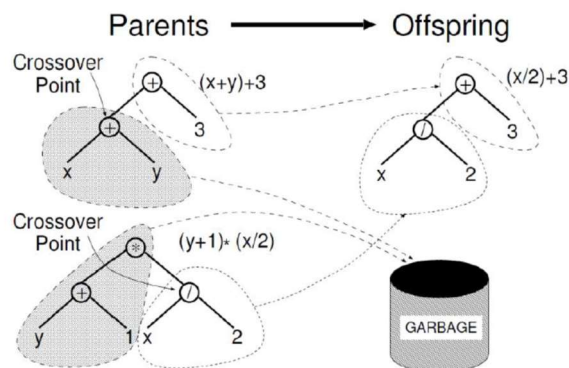 Parents
Offspring
Crossover
Point
+
(x+y)+3
+
3
x
y
+
(x/2)+3
/
3
x
2
Crossover
Point
*
(y+1)* (x/2)
+
/
y
1
x
2
GARBAGE